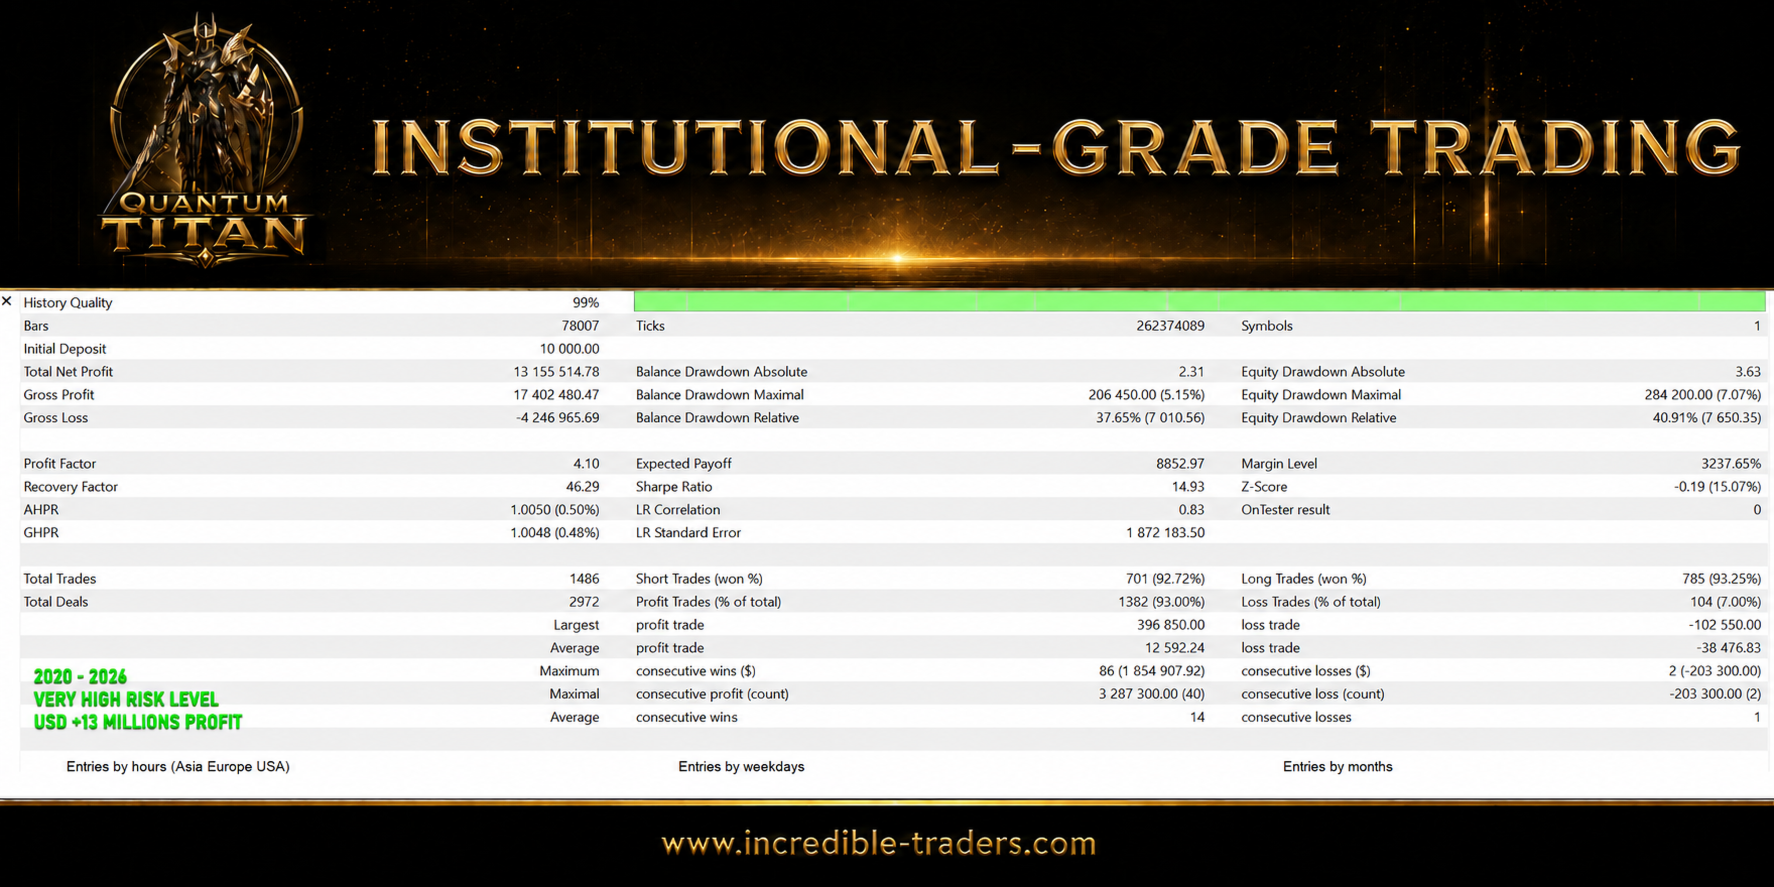 QUANTUM
TITAN
INSTITUTIONAL-GRADE TRADING
History Quality 99%
Bars 78007 Ticks 262374089 Symbols 1
Initial Deposit 10 000.00
Total Net Profit 13 155 514.78 Balance Drawdown Absolute 2.31 Equity Drawdown Absolute 3.63
Gross Profit 17 402 480.47 Balance Drawdown Maximal 206 450.00 (5.15%) Equity Drawdown Maximal 284 200.00 (7.07%)
Gross Loss -4 246 965.69 Balance Drawdown Relative 37.65% (7 010.56) Equity Drawdown Relative 40.91% (7 650.35)
Profit Factor 4.10 Expected Payoff 8852.97 Margin Level 3237.65%
Recovery Factor 46.29 Sharpe Ratio 14.93 Z-Score -0.19 (15.07%)
AHPR 1.0050 (0.50%) LR Correlation 0.83 OnTester result 0
GHPR 1.0048 (0.48%) LR Standard Error 1 872 183.50
Total Trades 1486 Short Trades (won %) 701 (92.72%) Long Trades (won %) 785 (93.25%)
Total Deals 2972 Profit Trades (% of total) 1382 (93.00%) Loss Trades (% of total) 104 (7.00%)
Largest profit trade 396 850.00 loss trade -102 550.00
Average profit trade 12 592.24 loss trade -38 476.83
Maximum consecutive wins ($) 86 (1 854 907.92) consecutive losses ($) 2 (-203 300.00)
Maximal consecutive profit (count) 3 287 300.00 (40) consecutive loss (count) -203 300.00 (2)
Average consecutive wins 14 consecutive losses 1
2020 - 2026
VERY HIGH RISK LEVEL
USD +13 MILLIONS PROFIT
Entries by hours (Asia Europe USA) Entries by weekdays Entries by months
www.incredible-traders.com